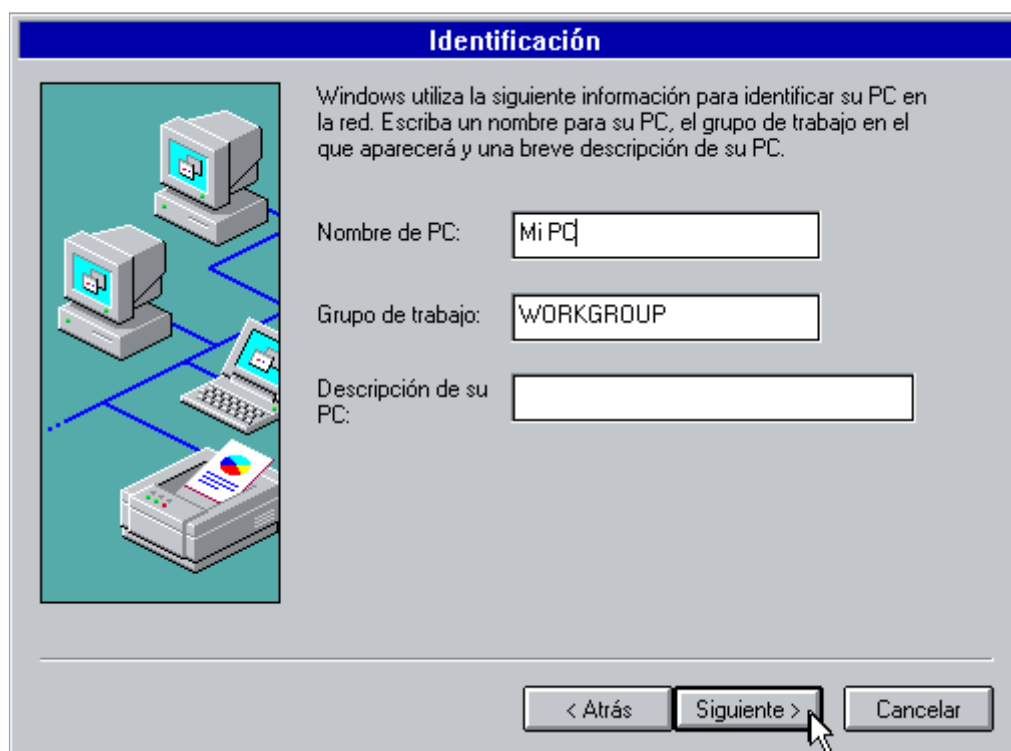 Identificación
Windows utiliza la siguiente información para identificar su PC en
la red. Escriba un nombre para su PC, el grupo de trabajo en el
que aparecerá y una breve descripción de su PC.
Nombre de PC: Mi PC
Grupo de trabajo: WORKGROUP
Descripción de su
PC:
< Atrás Siguiente > Cancelar